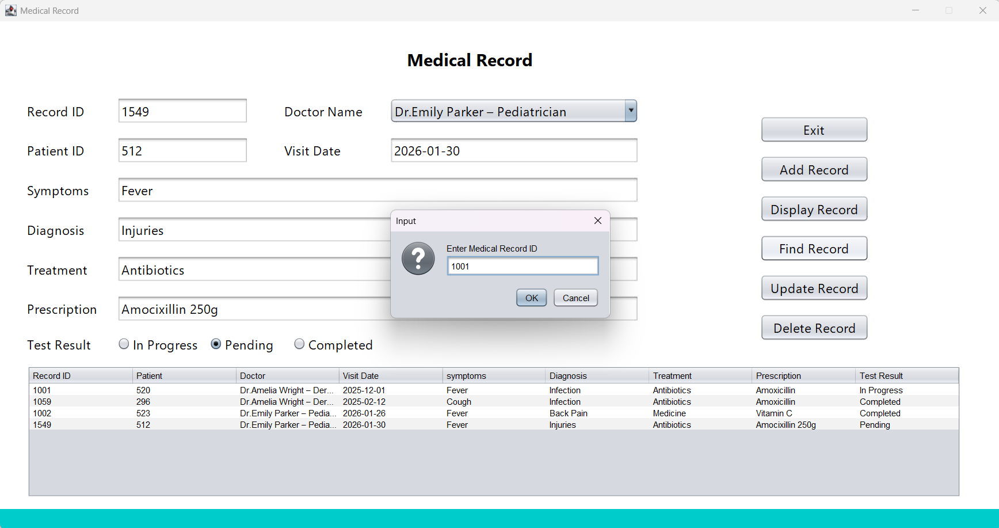 Medical Record
Medical Record
Record ID 1549 Doctor Name Dr.Emily Parker – Pediatrician
Exit
Patient ID 512 Visit Date 2026-01-30
Add Record
Symptoms Fever
Display Record
Input
Diagnosis Injuries
Enter Medical Record ID
Find Record
1001
Treatment Antibiotics
Update Record
OK Cancel
Prescription Amocixillin 250g
Delete Record
Test Result In Progress Pending Completed
Record ID Patient Doctor Visit Date symptoms Diagnosis Treatment Prescription Test Result
1001 520 Dr.Amelia Wright – Der... 2025-12-01 Fever Infection Antibiotics Amoxicillin In Progress
1059 296 Dr.Amelia Wright – Der... 2025-02-12 Cough Infection Antibiotics Amoxicillin Completed
1002 523 Dr.Emily Parker – Pedia... 2026-01-26 Fever Back Pain Medicine Vitamin C Completed
1549 512 Dr.Emily Parker – Pedia... 2026-01-30 Fever Injuries Antibiotics Amocixillin 250g Pending